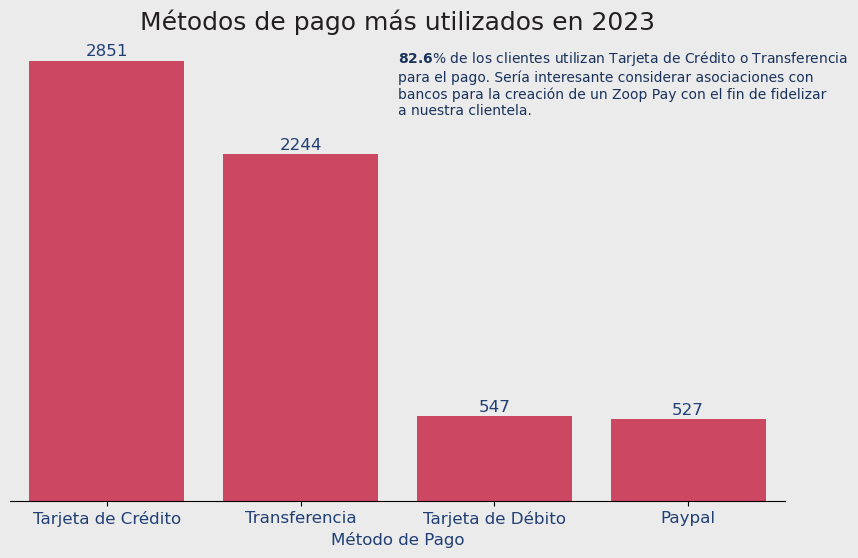 Métodos de pago más utilizados en 2023
2851
82.6% de los clientes utilizan Tarjeta de Crédito o Transferencia
para el pago. Sería interesante considerar asociaciones con
bancos para la creación de un Zoop Pay con el fin de fidelizar
a nuestra clientela.
2244
547
527
Tarjeta de Crédito
Transferencia
Tarjeta de Débito
Paypal
Método de Pago